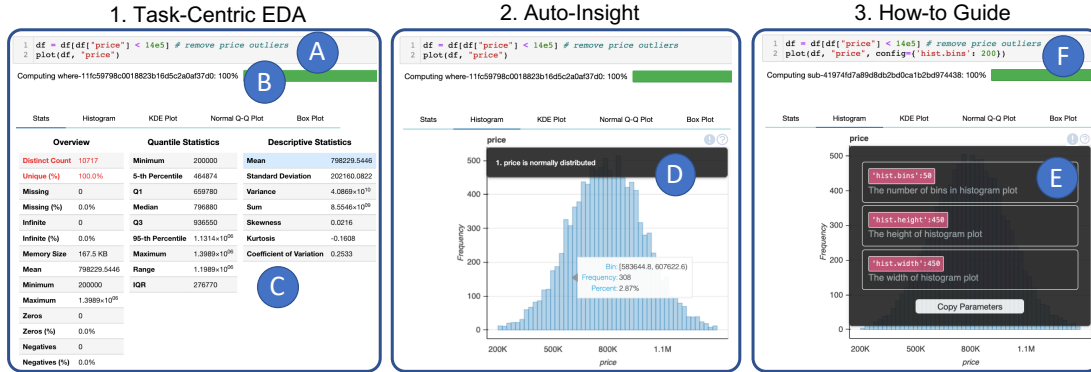 1. Task-Centric EDA
1 df = df[df["price"] < 14e5] # remove price outliers
2 plot(df, "price")
A
Computing where-11fc59798c0018823b16d5c2a0af37d0: 100%
B
Stats Histogram KDE Plot Normal Q-Q Plot Box Plot
Overview Quantile Statistics Descriptive Statistics
Distinct Count 10717 Minimum 200000 Mean 798229.5446
Unique (%) 100.0% 5-th Percentile 464874 Standard Deviation 202160.0822
Missing 0 Q1 659780 Variance 4.0869×10¹⁰
Missing (%) 0.0% Median 796880 Sum 8.5546×10⁰⁹
Infinite 0 Q3 936550 Skewness 0.0216
Infinite (%) 0.0% 95-th Percentile 1.1314×10⁰⁶ Kurtosis -0.1608
Memory Size 167.5 KB Maximum 1.3989×10⁰⁶ Coefficient of Variation 0.2533
Mean 798229.5446 Range 1.1989×10⁰⁶
Minimum 200000 IQR 276770
C
Maximum 1.3989×10⁰⁶
Zeros 0
Zeros (%) 0.0%
Negatives 0
Negatives (%) 0.0%
2. Auto-Insight
1 df = df[df["price"] < 14e5] # remove price outliers
2 plot(df, "price")
Computing where-11fc59798c0018823b16d5c2a0af37d0: 100%
Stats Histogram KDE Plot Normal Q-Q Plot Box Plot
price
1. price is normally distributed
D
500
400
300
200
100
0
Frequency
Bin: [583644.8, 607622.6]
Frequency: 308
Percent: 2.87%
200K 500K 800K 1.1M
price
3. How-to Guide
1 df = df[df["price"] < 14e5] # remove price outliers
2 plot(df, "price", config={'hist.bins': 200})
F
Computing sub-41974fd7a89d8db2bd0ca1b2bd974438: 100%
Stats Histogram KDE Plot Normal Q-Q Plot Box Plot
price
500
400
300
200
100
0
Frequency
'hist.bins':50
The number of bins in histogram plot
E
'hist.height':450
The height of histogram plot
'hist.width':450
The width of histogram plot
Copy Parameters
200K 500K 800K 1.1M
price